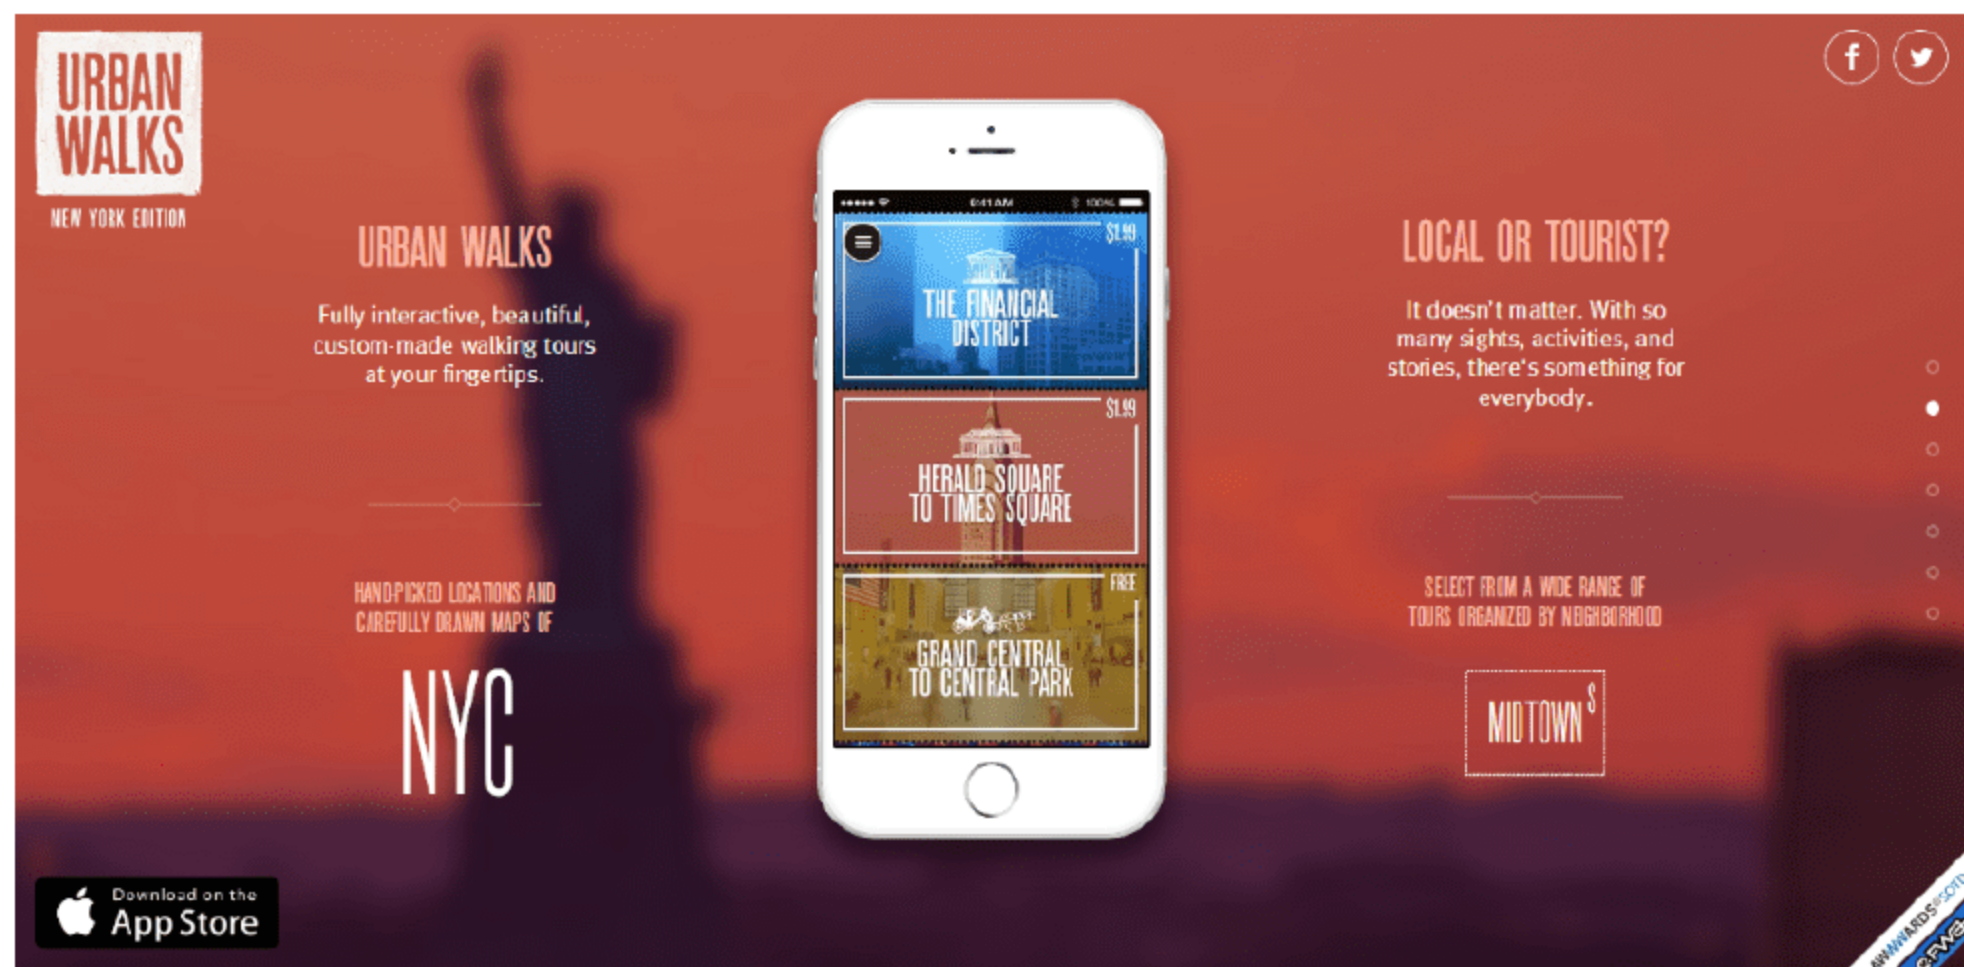 URBAN
WALKS
NEW YORK EDITION
URBAN WALKS
Fully interactive, beautiful,
custom-made walking tours
at your fingertips.
HAND-PICKED LOCATIONS AND
CAREFULLY DRAWN MAPS OF
NYC
Download on the
App Store
9:41 AM
100%
$1.99
THE FINANCIAL
DISTRICT
$1.99
HERALD SQUARE
TO TIMES SQUARE
FREE
GRAND CENTRAL
TO CENTRAL PARK
f
LOCAL OR TOURIST?
It doesn't matter. With so
many sights, activities, and
stories, there's something for
everybody.
SELECT FROM A WIDE RANGE OF
TOURS ORGANIZED BY NEIGHBORHOOD
MIDTOWN $